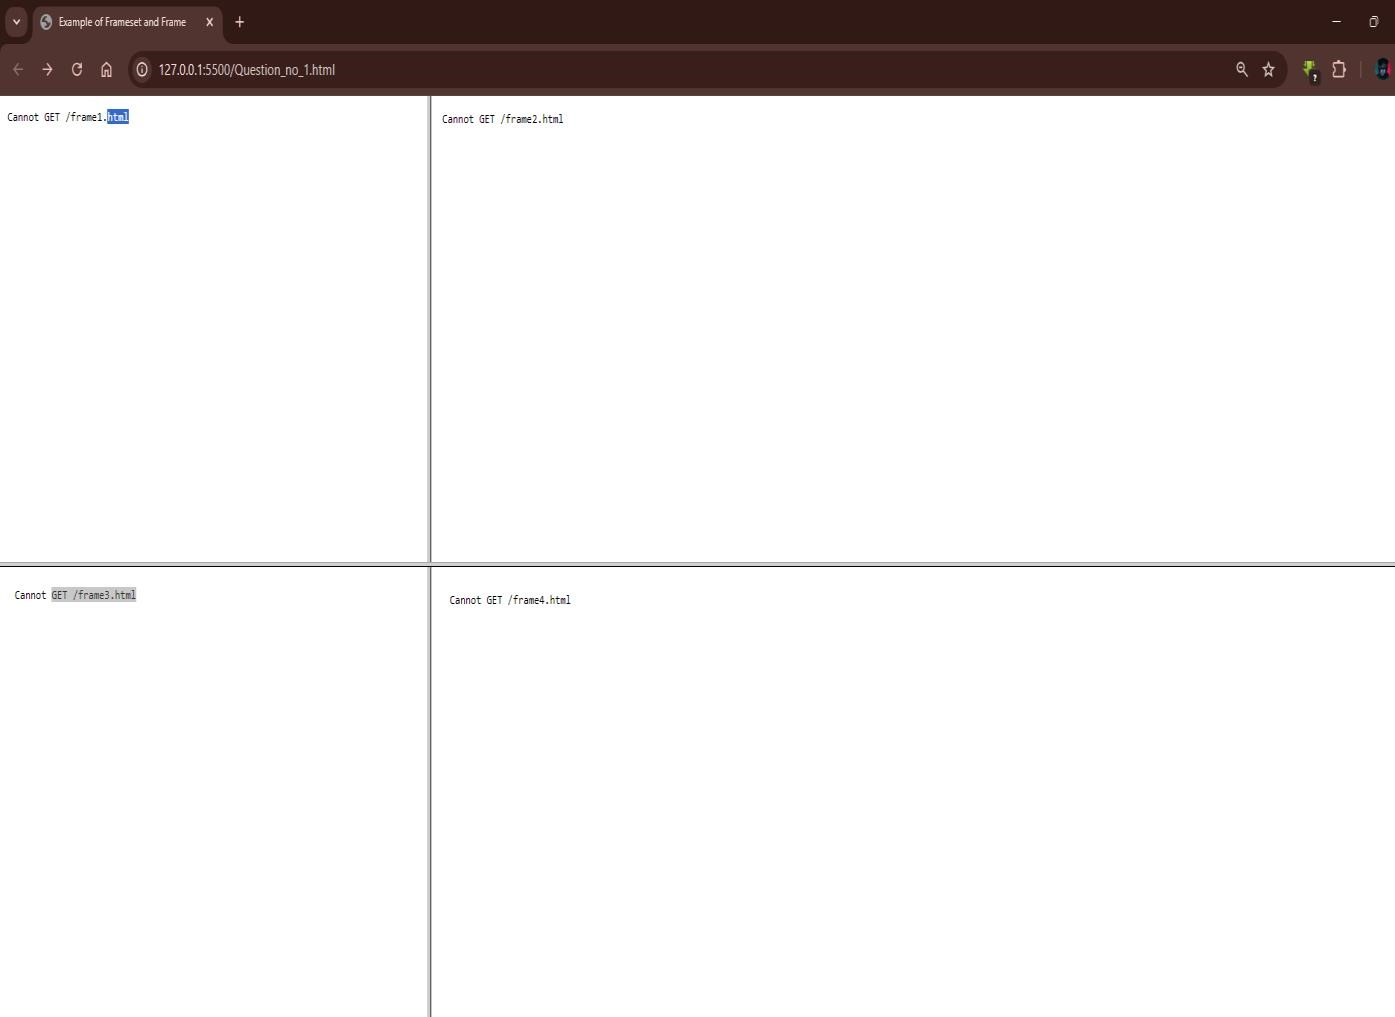 Example of Frameset and Frame
127.0.0.1:5500/Question_no_1.html
Cannot GET /frame1.html
Cannot GET /frame2.html
Cannot GET /frame3.html
Cannot GET /frame4.html